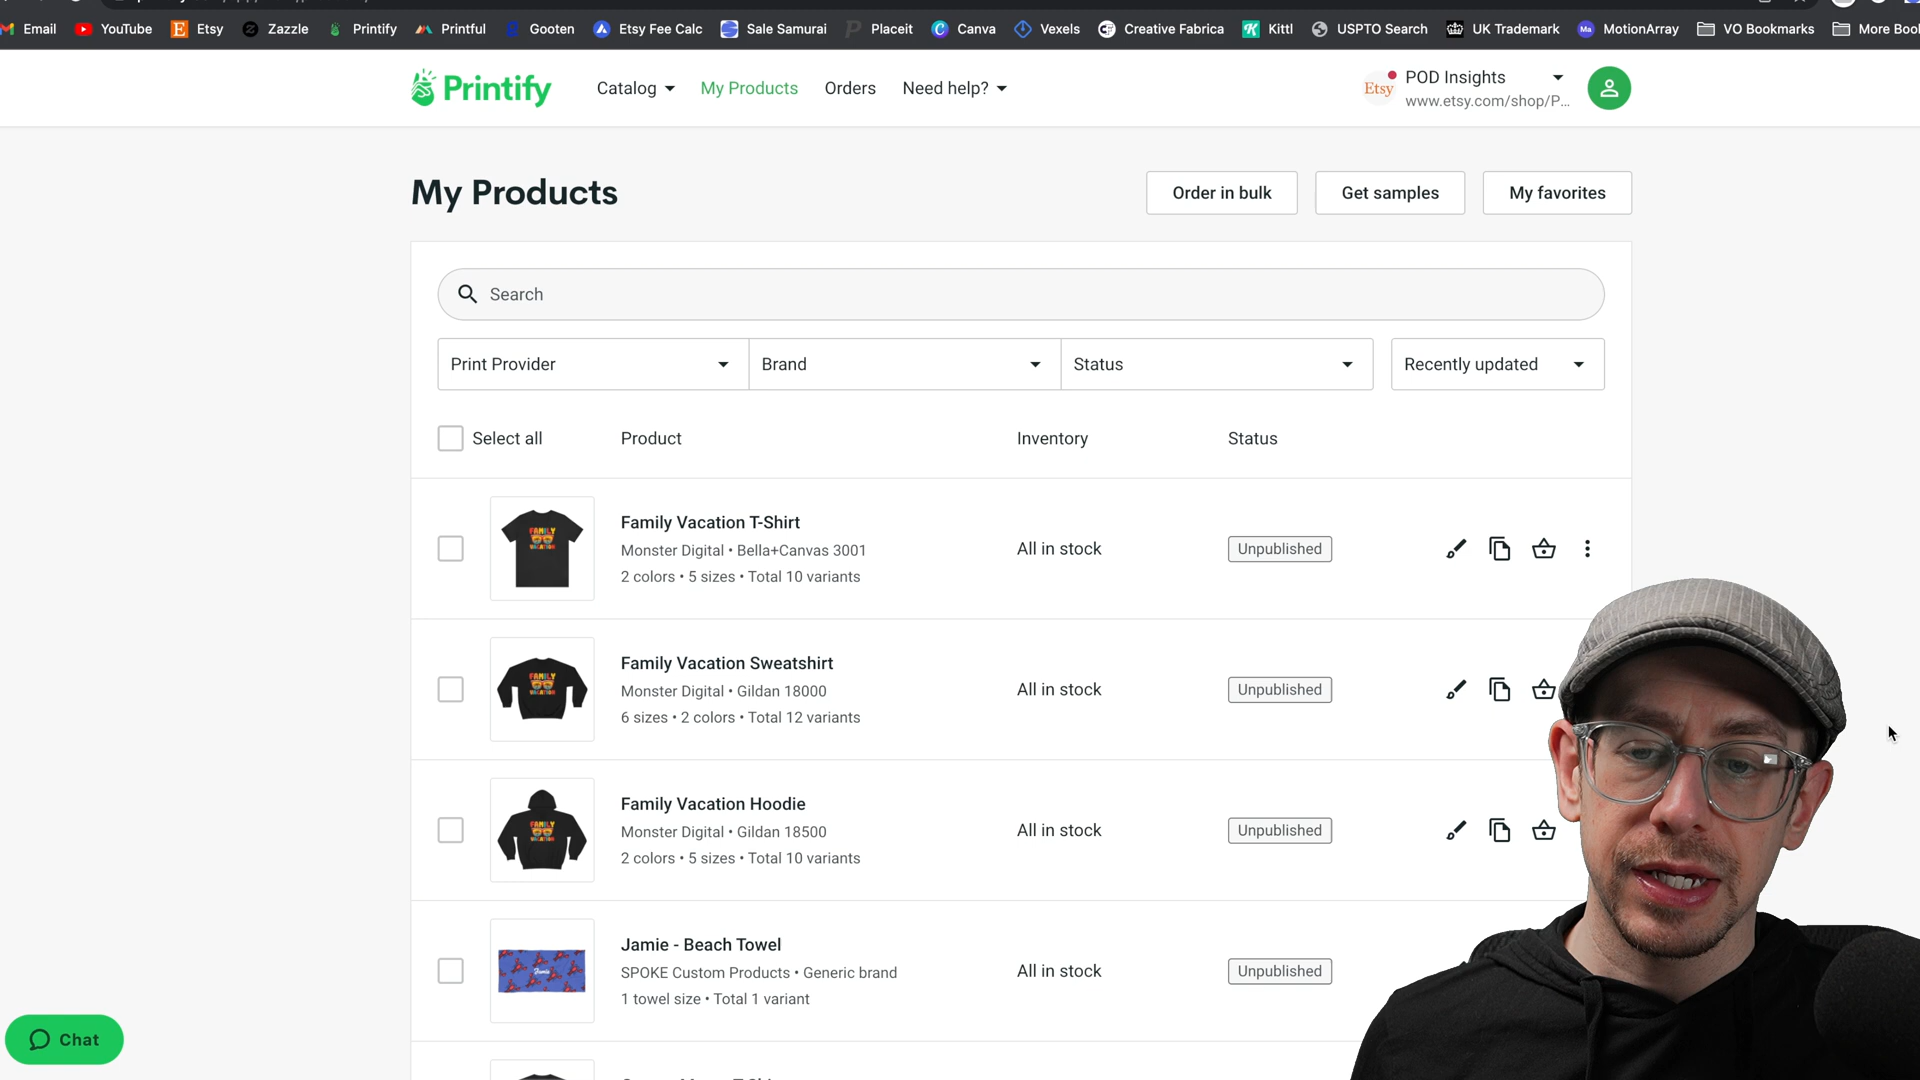 Email YouTube Etsy Zazzle Printify Printful Gooten Etsy Fee Calc Sale Samurai Placeit Canva Vexels Creative Fabrica Kittl USPTO Search UK Trademark MotionArray VO Bookmarks More Bool
Printify Catalog My Products Orders Need help? Etsy POD Insights
www.etsy.com/shop/P...
My Products Order in bulk Get samples My favorites
Search
Print Provider Brand Status Recently updated
Select all Product Inventory Status
Family Vacation T-Shirt
Monster Digital • Bella+Canvas 3001
2 colors • 5 sizes • Total 10 variants
All in stock Unpublished
FAMILY
VACATION
Family Vacation Sweatshirt
Monster Digital • Gildan 18000
6 sizes • 2 colors • Total 12 variants
All in stock Unpublished
FAMILY
VACATION
Family Vacation Hoodie
Monster Digital • Gildan 18500
2 colors • 5 sizes • Total 10 variants
All in stock Unpublished
FAMILY
VACATION
Jamie - Beach Towel
SPOKE Custom Products • Generic brand
1 towel size • Total 1 variant
All in stock Unpublished
Jamie
Chat